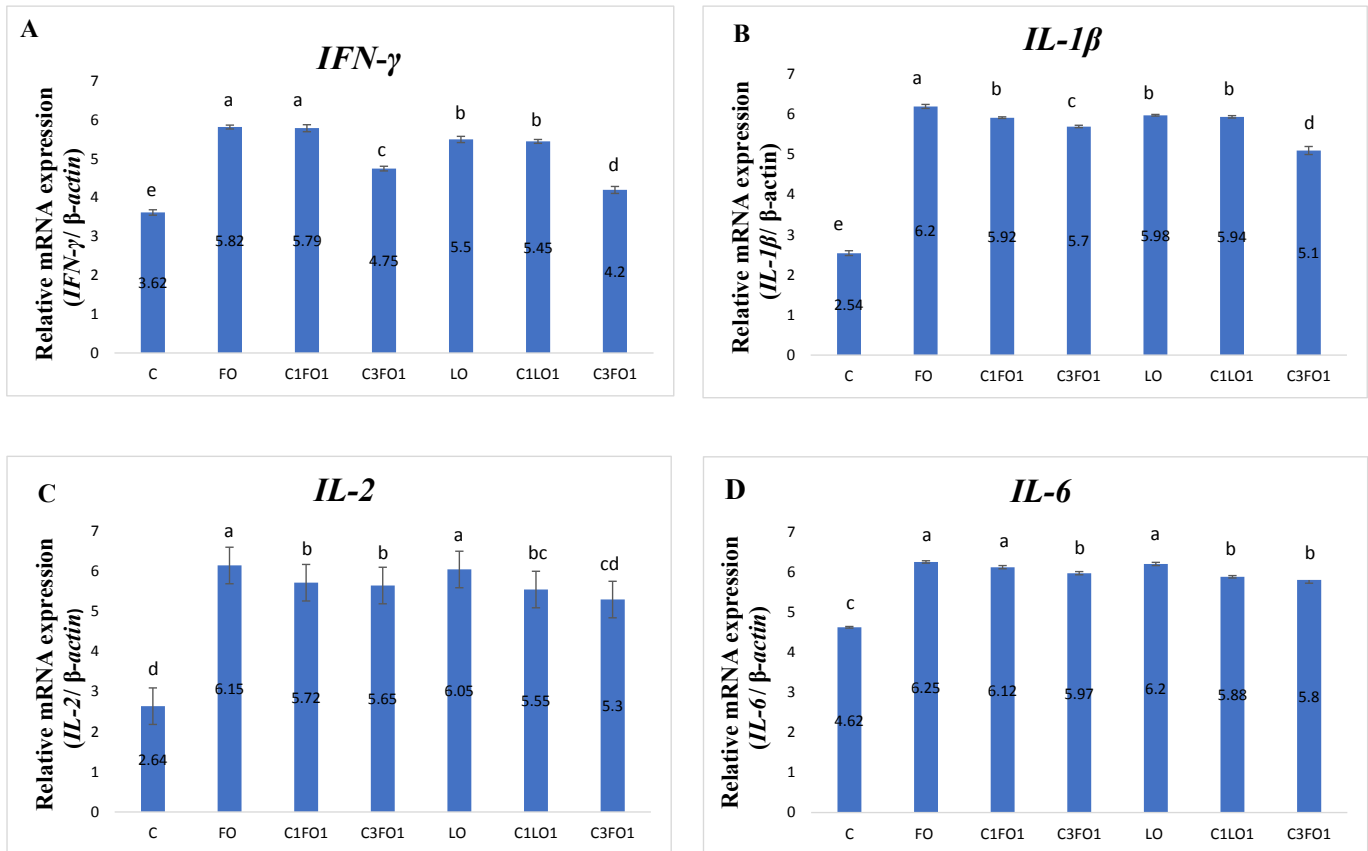 A
IFN-γ
Relative mRNA expression
(IFN-γ/ β-actin)
7
6
5
4
3
2
1
0
e
a
a
c
b
b
d
3.62
5.82
5.79
4.75
5.5
5.45
4.2
C
FO
C1FO1
C3FO1
LO
C1LO1
C3FO1
B
IL-1β
Relative mRNA expression
(IL-1β/ β-actin)
7
6
5
4
3
2
1
0
e
a
b
c
b
b
d
2.54
6.2
5.92
5.7
5.98
5.94
5.1
C
FO
C1FO1
C3FO1
LO
C1LO1
C3FO1
C
IL-2
Relative mRNA expression
(IL-2/ β-actin)
7
6
5
4
3
2
1
0
d
a
b
b
a
bc
cd
2.64
6.15
5.72
5.65
6.05
5.55
5.3
C
FO
C1FO1
C3FO1
LO
C1LO1
C3FO1
D
IL-6
Relative mRNA expression
(IL-6/ β-actin)
7
6
5
4
3
2
1
0
c
a
a
b
a
b
b
4.62
6.25
6.12
5.97
6.2
5.88
5.8
C
FO
C1FO1
C3FO1
LO
C1LO1
C3FO1